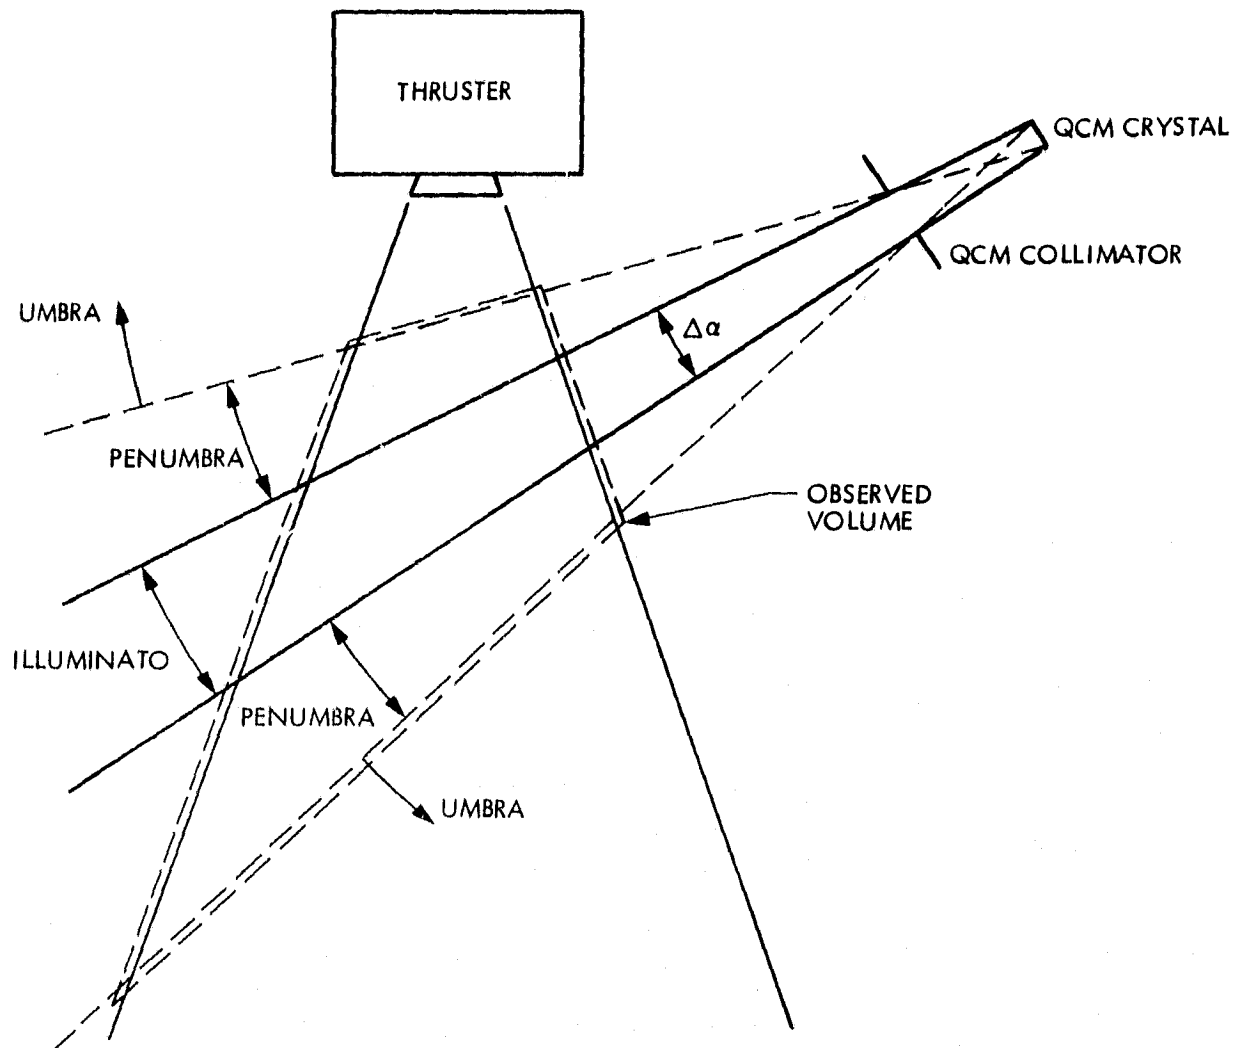 THRUSTER
QCM CRYSTAL
QCM COLLIMATOR
UMBRA
Δα
PENUMBRA
OBSERVED
VOLUME
ILLUMINATO
PENUMBRA
UMBRA